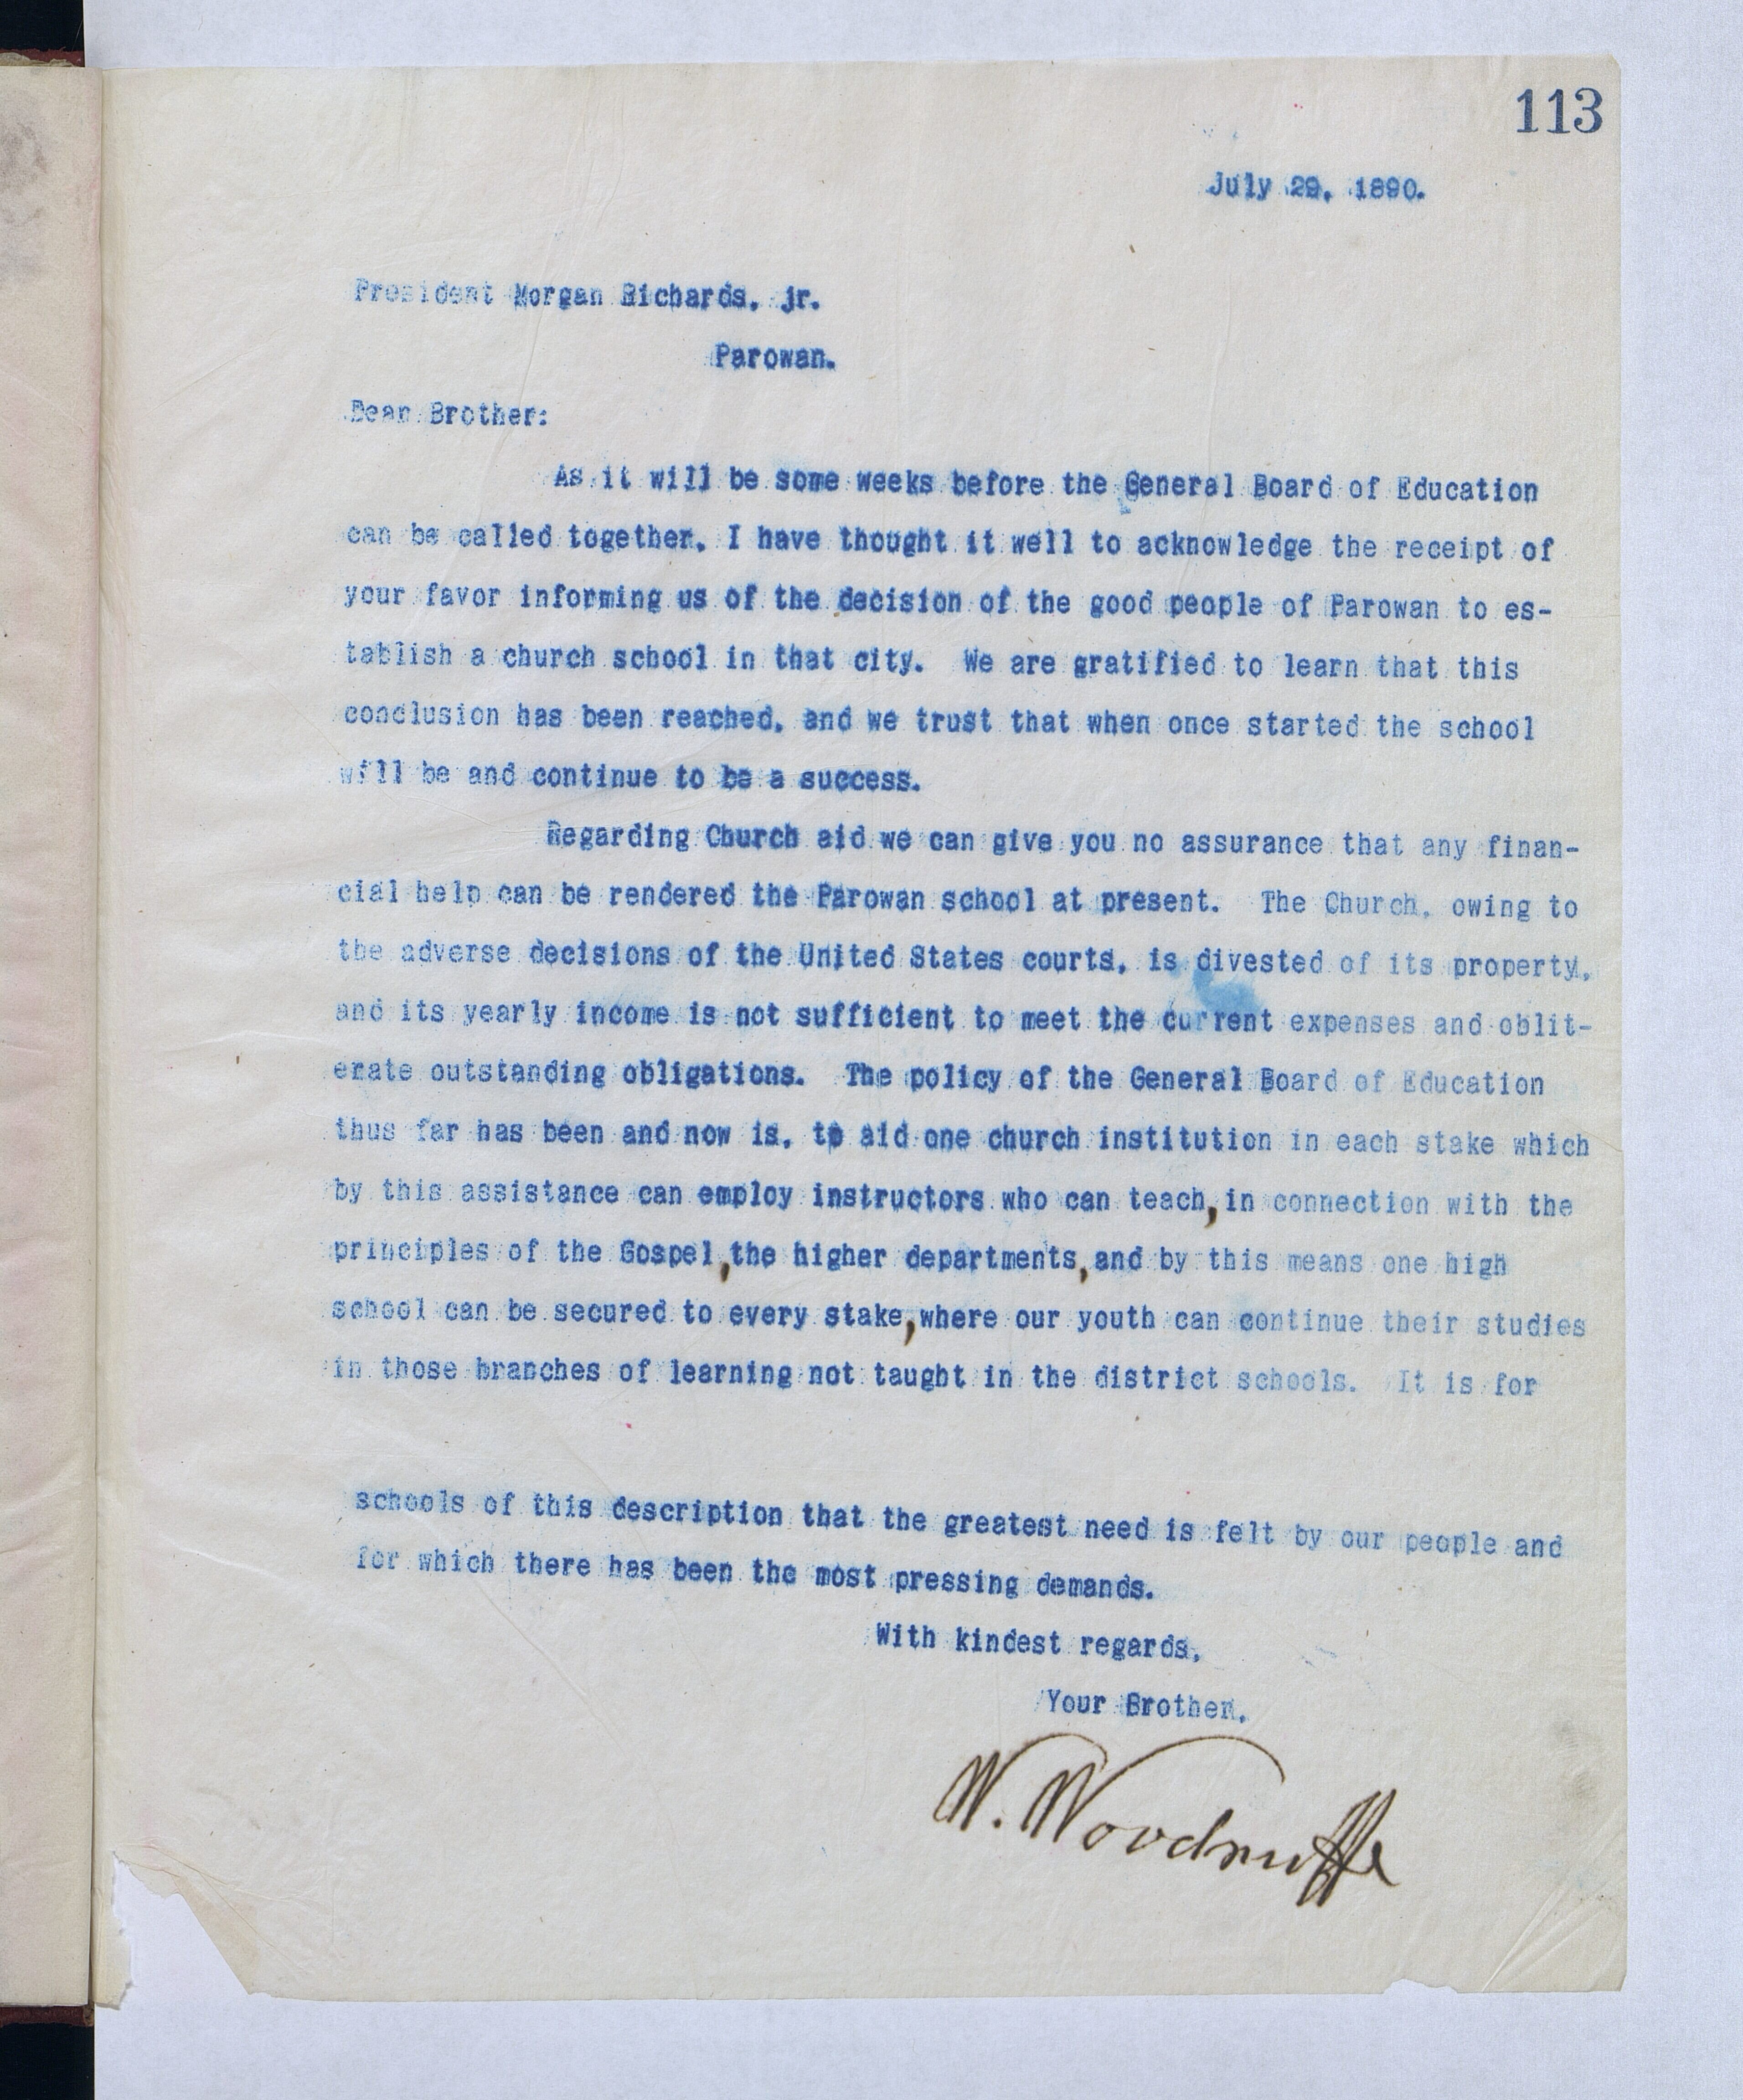 113
July 29, 1890.
President Morgan Richards, jr.
Parowan.
Dear Brother:
As it will be some weeks before the General Board of Education
can be called together, I have thought it well to acknowledge the receipt of
your favor informing us of the decision of the good people of Parowan to es-
tablish a church school in that city. We are gratified to learn that this
conclusion has been reached, and we trust that when once started the school
will be and continue to be a success.
Regarding Church aid we can give you no assurance that any finan-
cial help can be rendered the Parowan school at present. The Church, owing to
the adverse decisions of the United States courts, is divested of its property,
and its yearly income is not sufficient to meet the current expenses and oblit-
erate outstanding obligations. The policy of the General Board of Education
thus far has been and now is, to aid one church institution in each stake which
by this assistance can employ instructors who can teach, in connection with the
principles of the Gospel, the higher departments, and by this means one high
school can be secured to every stake, where our youth can continue their studies
in those branches of learning not taught in the district schools. It is for
schools of this description that the greatest need is felt by our people and
for which there has been the most pressing demands.
With kindest regards,
Your Brother,
W. Woodruff